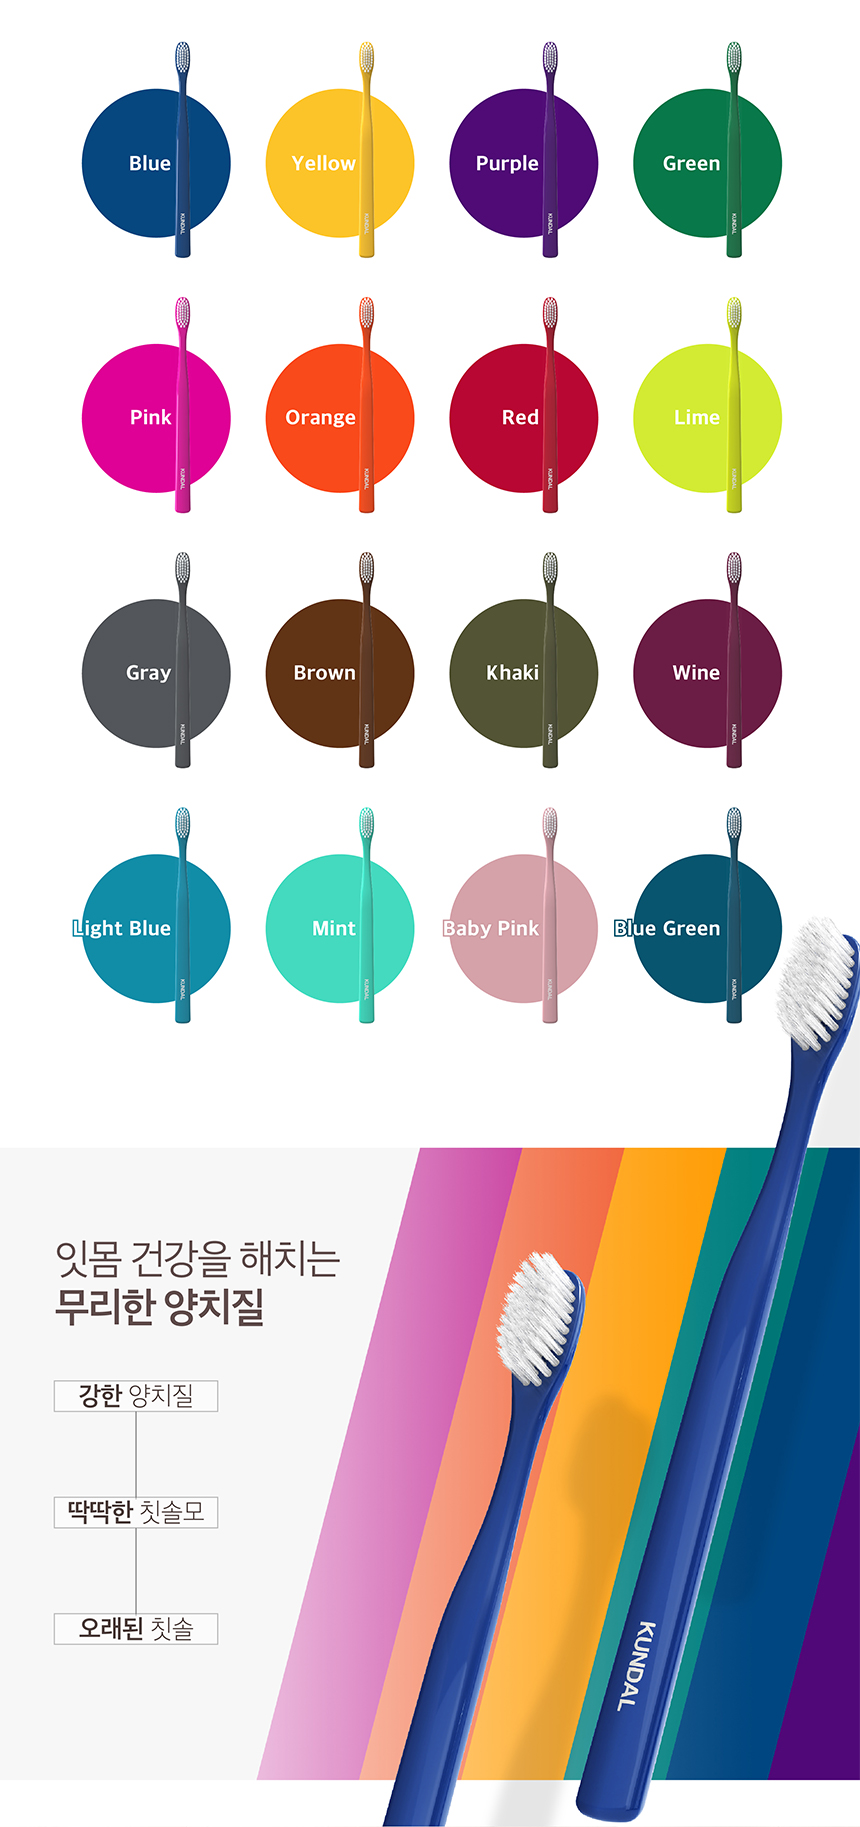 Blue
KUNDAL
Yellow
KUNDAL
Purple
KUNDAL
Green
KUNDAL
Pink
KUNDAL
Orange
KUNDAL
Red
KUNDAL
Lime
KUNDAL
Gray
KUNDAL
Brown
KUNDAL
Khaki
KUNDAL
Wine
KUNDAL
Light Blue
KUNDAL
Mint
KUNDAL
Baby Pink
KUNDAL
Blue Green
KUNDAL
잇몸 건강을 해치는
무리한 양치질
강한 양치질
딱딱한 칫솔모
오래된 칫솔
KUNDAL